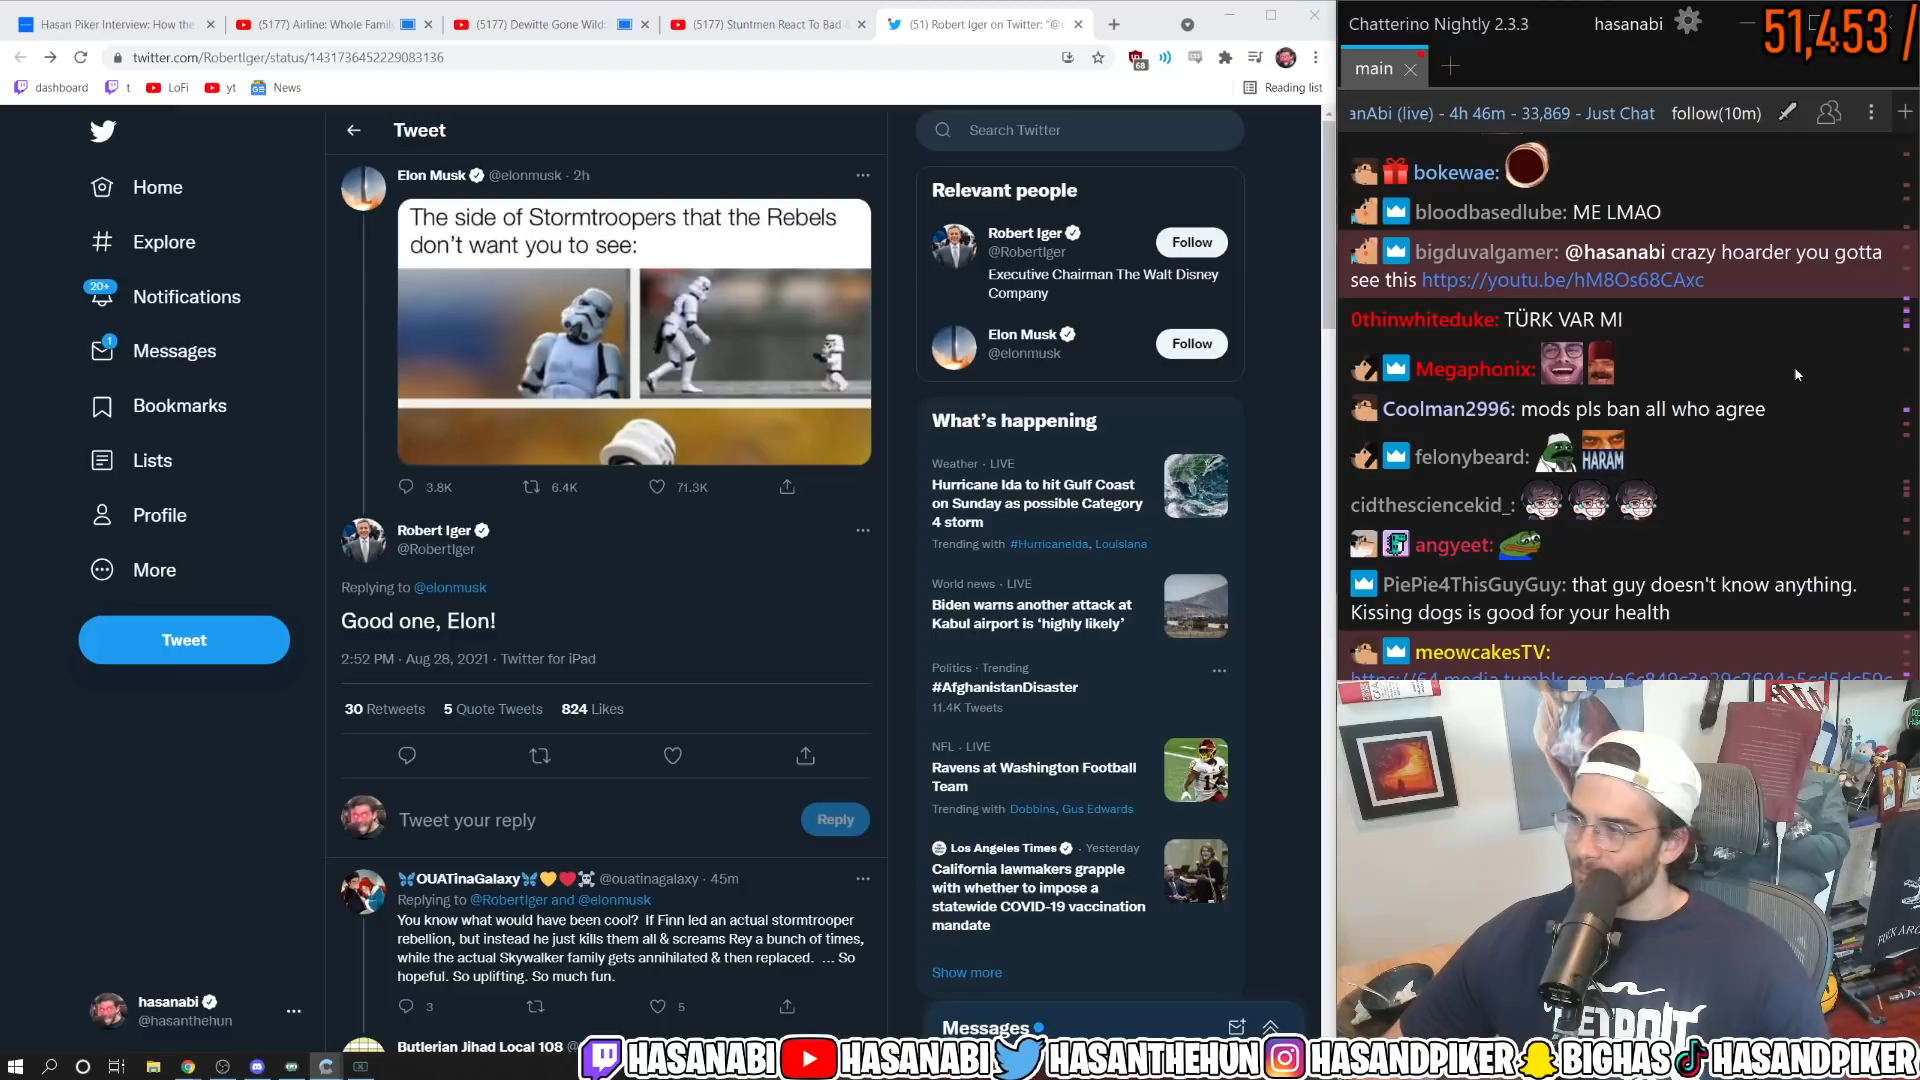 Hasan Piker Interview: How the
(5177) Airline: Whole Family
(5177) Dewitte Gone Wild:
(5177) Stuntmen React To Bad
(51) Robert Iger on Twitter: "@e
twitter.com/RobertIger/status/1431736452229083136
68
dashboard
t
LoFi
yt
News
Reading list
Home
Explore
20+
Notifications
1
Messages
Bookmarks
Lists
Profile
More
Tweet
hasanabi
@hasanthehun
Tweet
Elon Musk @elonmusk · 2h
The side of Stormtroopers that the Rebels
don't want you to see:
3.8K
6.4K
71.3K
Robert Iger
@RobertIger
Replying to @elonmusk
Good one, Elon!
2:52 PM · Aug 28, 2021 · Twitter for iPad
30 Retweets 5 Quote Tweets 824 Likes
Tweet your reply
Reply
OUATinaGalaxy @ouatinagalaxy · 45m
Replying to @RobertIger and @elonmusk
You know what would have been cool? If Finn led an actual stormtrooper
rebellion, but instead he just kills them all & screams Rey a bunch of times,
while the actual Skywalker family gets annihilated & then replaced. ... So
hopeful. So uplifting. So much fun.
3
5
Butlerian Jihad Local 108
Search Twitter
Relevant people
Robert Iger
@RobertIger
Follow
Executive Chairman The Walt Disney
Company
Elon Musk
@elonmusk
Follow
What's happening
Weather · LIVE
Hurricane Ida to hit Gulf Coast
on Sunday as possible Category
4 storm
Trending with #HurricaneIda, Louisiana
World news · LIVE
Biden warns another attack at
Kabul airport is 'highly likely'
Politics · Trending
#AfghanistanDisaster
11.4K Tweets
NFL · LIVE
Ravens at Washington Football
Team
Trending with Dobbins, Gus Edwards
Los Angeles Times · Yesterday
California lawmakers grapple
with whether to impose a
statewide COVID-19 vaccination
mandate
Show more
Messages
Chatterino Nightly 2.3.3
hasanabi
51,453 /
main
anAbi (live) - 4h 46m - 33,869 - Just Chat
follow(10m)
bokewae:
bloodbasedlube: ME LMAO
bigduvalgamer: @hasanabi crazy hoarder you gotta
see this https://youtu.be/hM8Os68CAxc
0thinwhiteduke: TÜRK VAR MI
Megaphonix:
Coolman2996: mods pls ban all who agree
felonybeard: HARAM
cidthesciencekid_:
angyeet:
PiePie4ThisGuyGuy: that guy doesn't know anything.
Kissing dogs is good for your health
meowcakesTV:
DETROIT
HASANABI HASANABI HASANTHEHUN HASANDPIKER BIGHAS HASANDPIKER